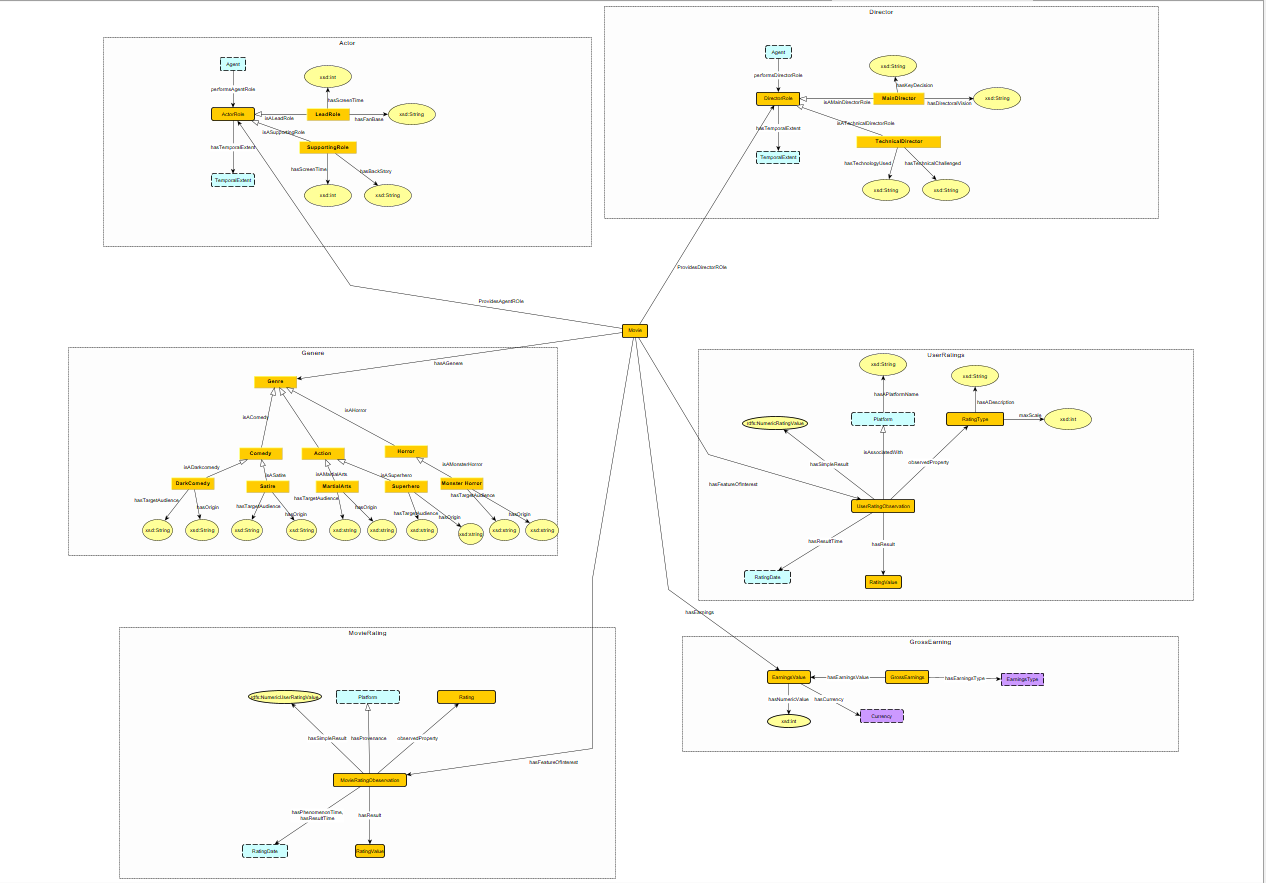 Actor
Agent
performsAgentRole
ActorRole
hasTemporalExtent
TemporalExtent
xsd:int
hasScreenTime
isALeadRole
LeadRole
hasFanBase
xsd:String
isASupportingRole
SupportingRole
hasScreenTime
hasBackStory
xsd:int
xsd:String
Director
Agent
performsDirectorRole
DirectorRole
hasTemporalExtent
TemporalExtent
xsd:String
hasKeyDecision
isAMainDirectorRole
MainDirector
hasDirectorialVision
xsd:String
isATechnicalDirectorRole
TechnicalDirector
hasTechnologyUsed
hasTechnicalChallenged
xsd:String
xsd:String
ProvidesDirectorROle
ProvidesAgentROle
Movie
Genere
hasAGenere
Genre
isAComedy
isAHorror
Comedy
Action
Horror
isADarkcomedy
isASatire
isAMartialArts
isASuperhero
isAMonsterHorror
DarkComedy
Satire
MartialArts
Superhero
Monster Horror
hasTargetAudience
hasOrigin
hasTargetAudience
hasOrigin
hasTargetAudience
hasOrigin
hasTargetAudience
hasOrigin
hasTargetAudience
hasOrigin
xsd:String
xsd:String
xsd:String
xsd:String
xsd:string
xsd:string
xsd:string
xsd:string
xsd:string
xsd:string
UserRatings
xsd:String
xsd:String
hasAPlatformName
hasADescription
rdfs:NumericRatingValue
Platform
RatingType
maxScale
xsd:int
isAssociatedWith
hasSimpleResult
observedProperty
hasFeatureOfInterest
UserRatingObservation
hasResultTime
hasResult
RatingDate
RatingValue
hasEarnings
MovieRating
rdfs:NumericUserRatingValue
Platform
Rating
hasSimpleResult
hasProvenance
observedProperty
hasFeatureOfInterest
MovieRatingObservation
hasPhenomenonTime,
hasResultTime
hasResult
RatingDate
RatingValue
GrossEarning
EarningsValue
hasEarningsValue
GrossEarnings
hasEarningsType
EarningsType
hasNumericValue
hasCurrency
xsd:int
Currency